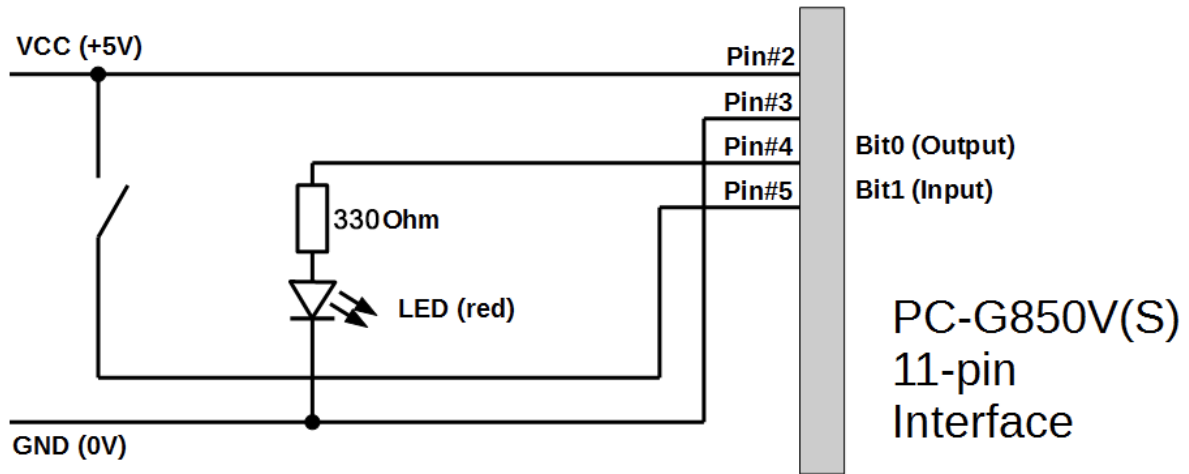 VCC (+5V)
Pin#2
Pin#3
Pin#4
Bit0 (Output)
Pin#5
Bit1 (Input)
330Ohm
LED (red)
PC-G850V(S)
11-pin
Interface
GND (0V)